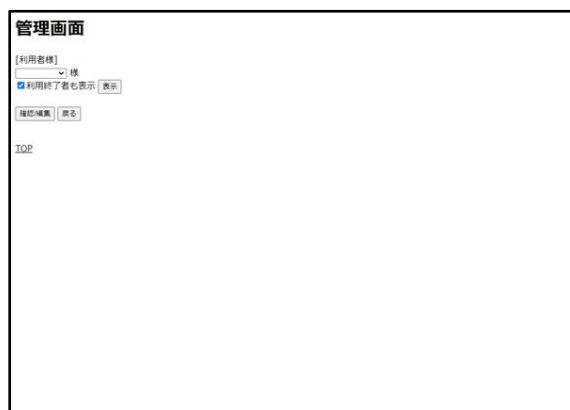 管理画面
[利用者様]
様
利用終了者も表示 表示
確認/編集 戻る
TOP